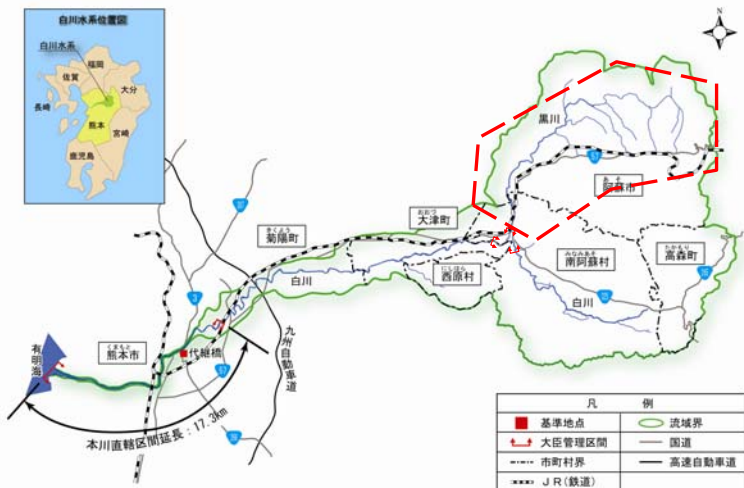 白川水系位置図
白川水系
福岡
佐賀
大分
長崎
熊本
宮崎
鹿児島
N
黒川
57
あそ
阿蘇市
おおづ
大津町
きくよう
菊陽町
にしはら
西原村
みなみあそ
南阿蘇村
たかもり
高森町
白川
白川
3
九州自動車道
くまもと
熊本市
代継橋
有明海
本川直轄区間延長:17.3km
凡 例
基準地点
流域界
大臣管理区間
国道
市町村界
高速自動車道
JR(鉄道)